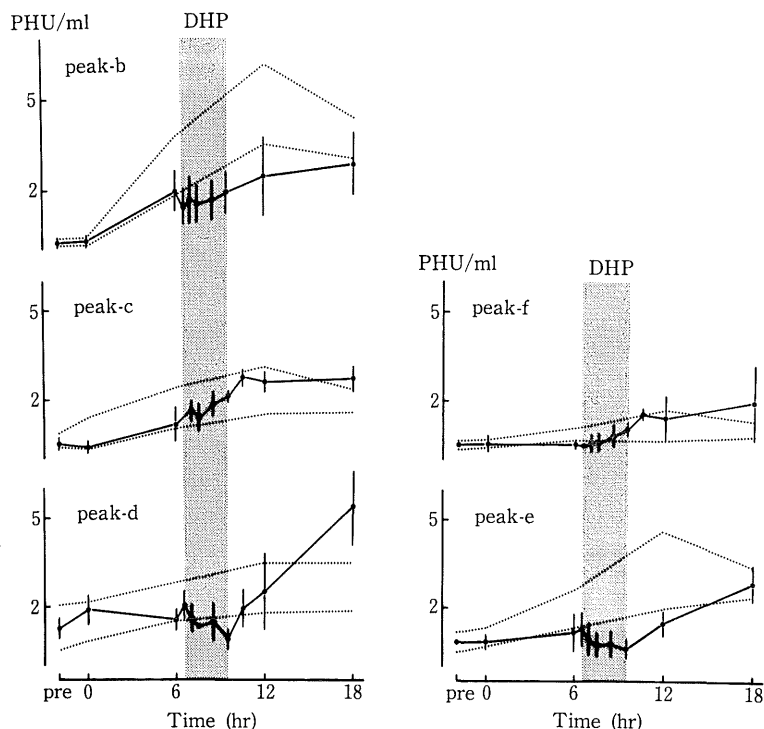 PHU/ml
DHP
peak-b
5
2
peak-c
5
2
peak-d
5
2
pre 0 6 12 18
Time (hr)
PHU/ml
DHP
peak-f
5
2
peak-e
5
2
pre 0 6 12 18
Time (hr)